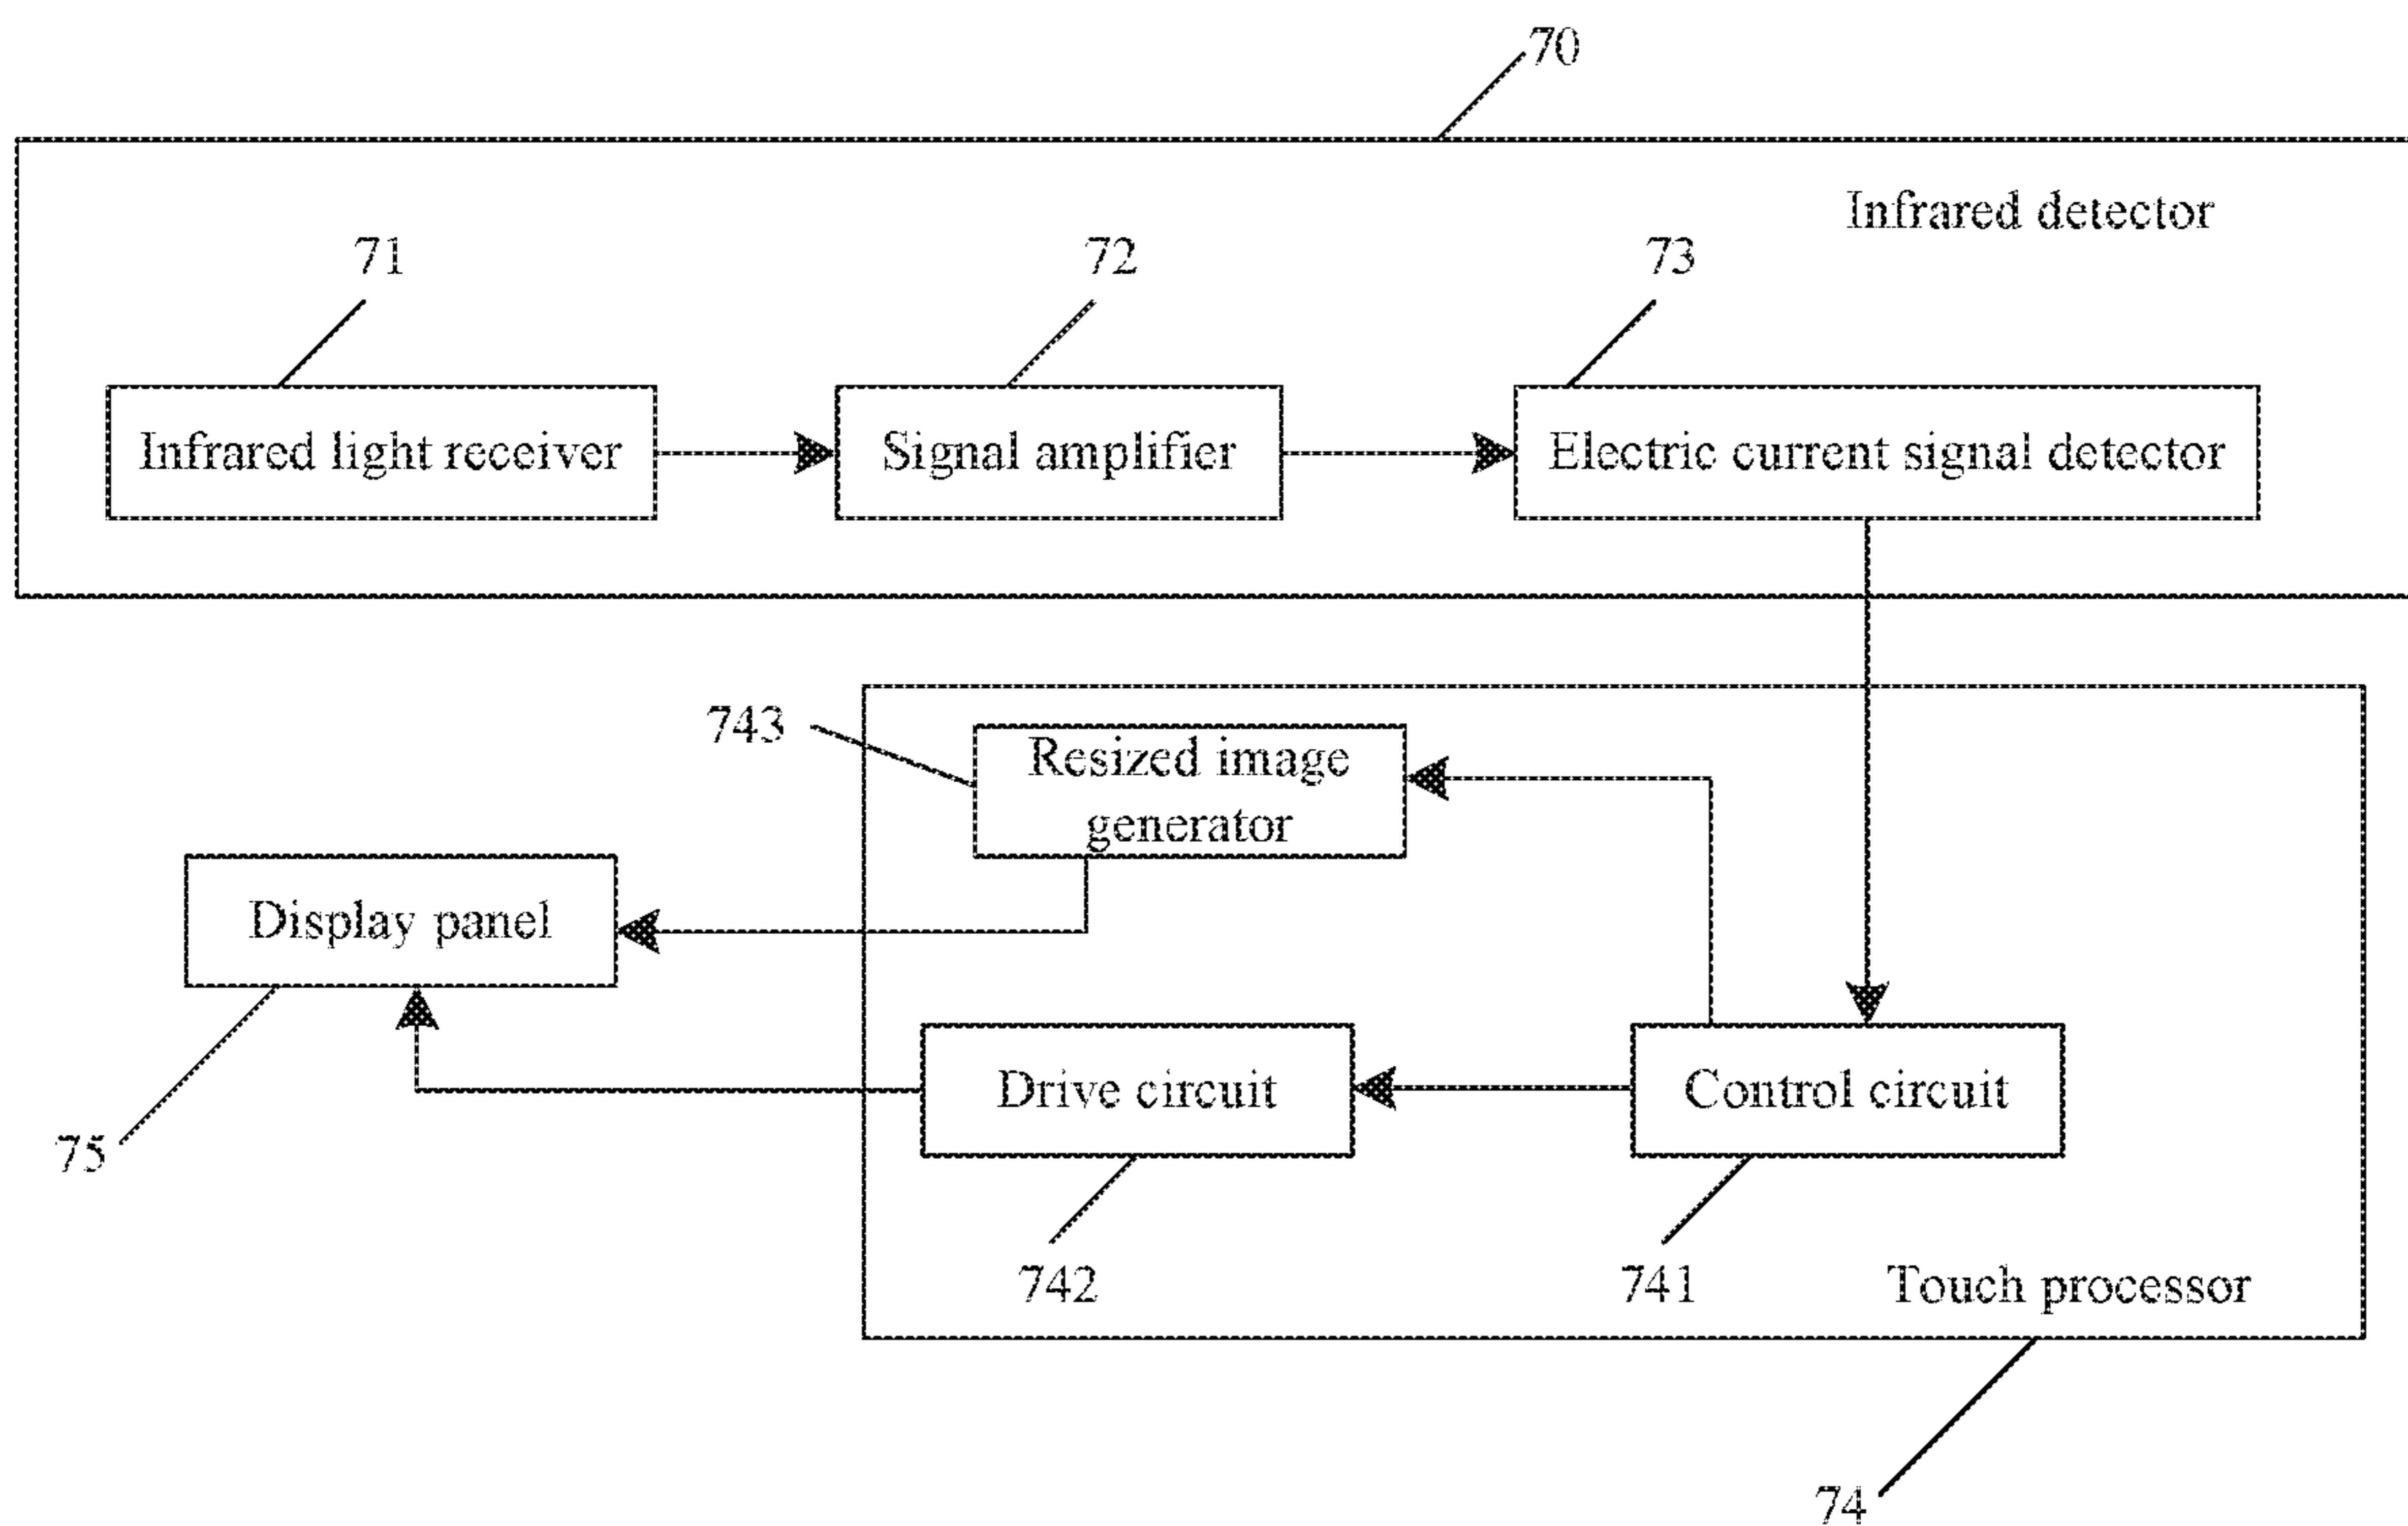 70
Infrared detector
71
72
73
Infrared light receiver
Signal amplifier
Electric current signal detector
743
Resized image
generator
Display panel
Drive circuit
Control circuit
75
742
741
Touch processor
74